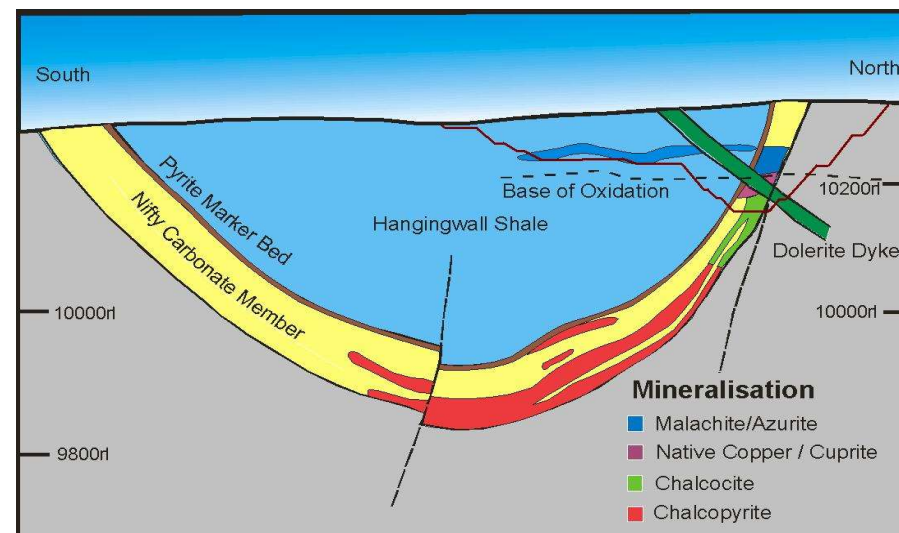 South
North
Pyrite Marker Bed
Nifty Carbonate Member
Base of Oxidation
10200rl
Hangingwall Shale
Dolerite Dyke
10000rl
10000rl
9800rl
Mineralisation
Malachite/Azurite
Native Copper / Cuprite
Chalcocite
Chalcopyrite